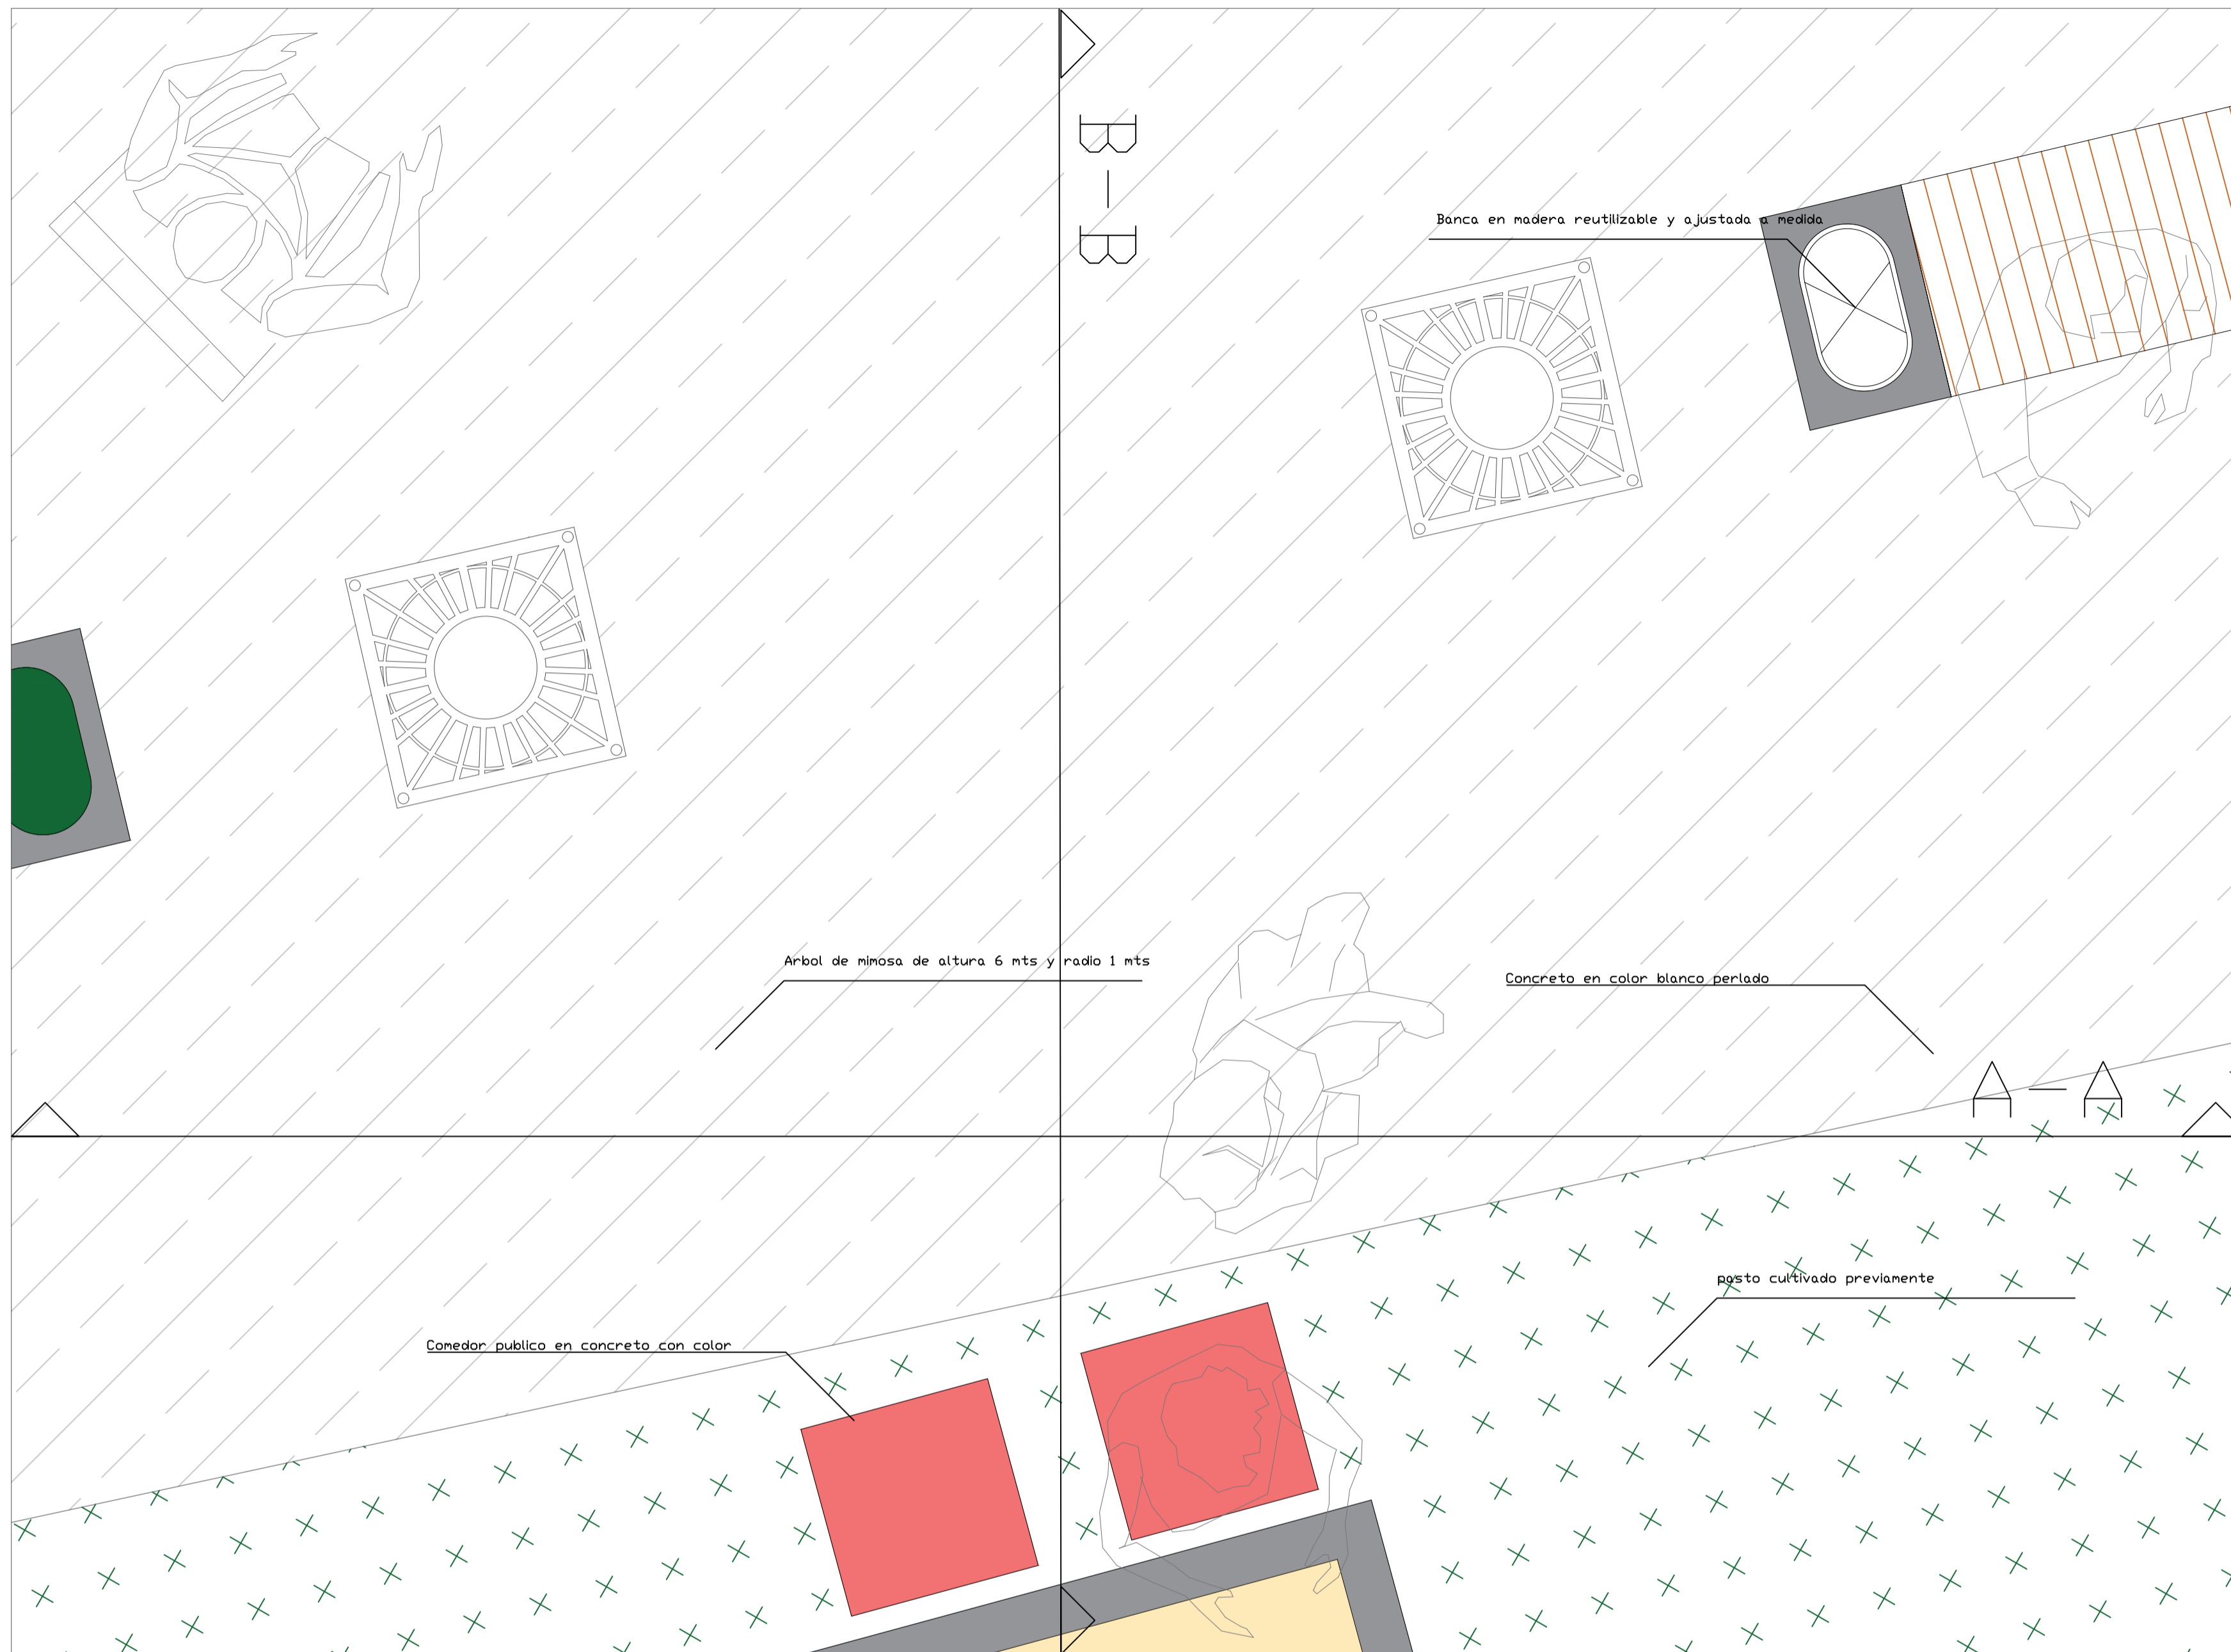 B-B
Banca en madera reutilizable y ajustada a medida
Arbol de mimosa de altura 6 mts y radio 1 mts
Concreto en color blanco perlado
A-A
pasto cultivado previamente
Comedor publico en concreto con color